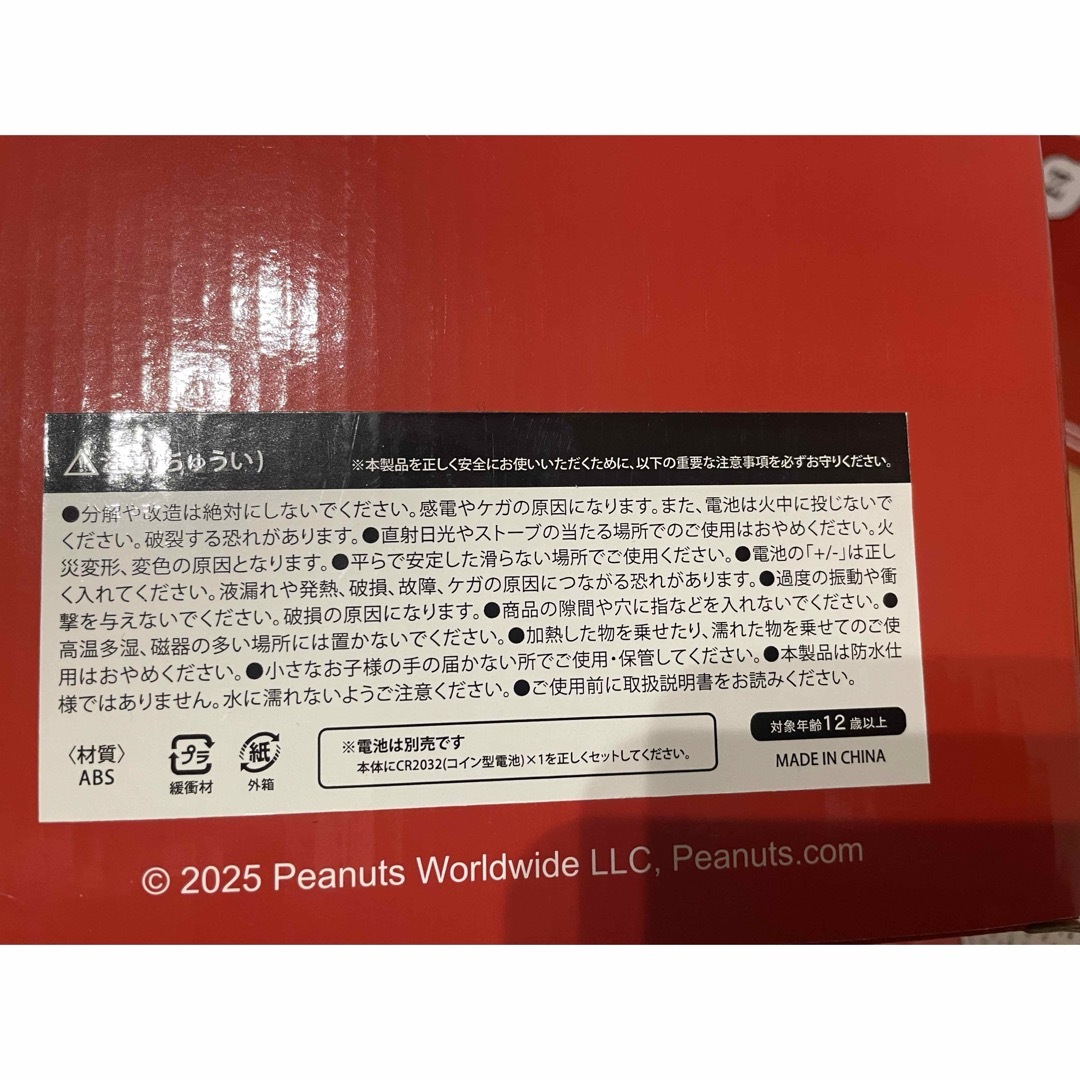 (ちゅうい) ※本製品を正しく安全にお使いいただくために、以下の重要な注意事項を必ずお守りください。
●分解や改造は絶対にしないでください。感電やケガの原因になります。また、電池は火中に投じないで
ください。破裂する恐れがあります。●直射日光やストーブの当たる場所でのご使用はおやめください。火
災変形、変色の原因となります。●平らで安定した滑らない場所でご使用ください。●電池の「+/-」は正し
く入れてください。液漏れや発熱、破損、故障、ケガの原因につながる恐れがあります。●過度の振動や衝
撃を与えないでください。破損の原因になります。●商品の隙間や穴に指などを入れないでください。●
高温多湿、磁器の多い場所には置かないでください。●加熱した物を乗せたり、濡れた物を乗せてのご使
用はおやめください。●小さなお子様の手の届かない所でご使用・保管してください。●本製品は防水仕
様ではありません。水に濡れないようご注意ください。●ご使用前に取扱説明書をお読みください。
〈材質〉
ABS
プラ
緩衝材
紙
外箱
※電池は別売です
本体にCR2032(コイン型電池)×1を正しくセットしてください。
対象年齢12歳以上
MADE IN CHINA
© 2025 Peanuts Worldwide LLC, Peanuts.com